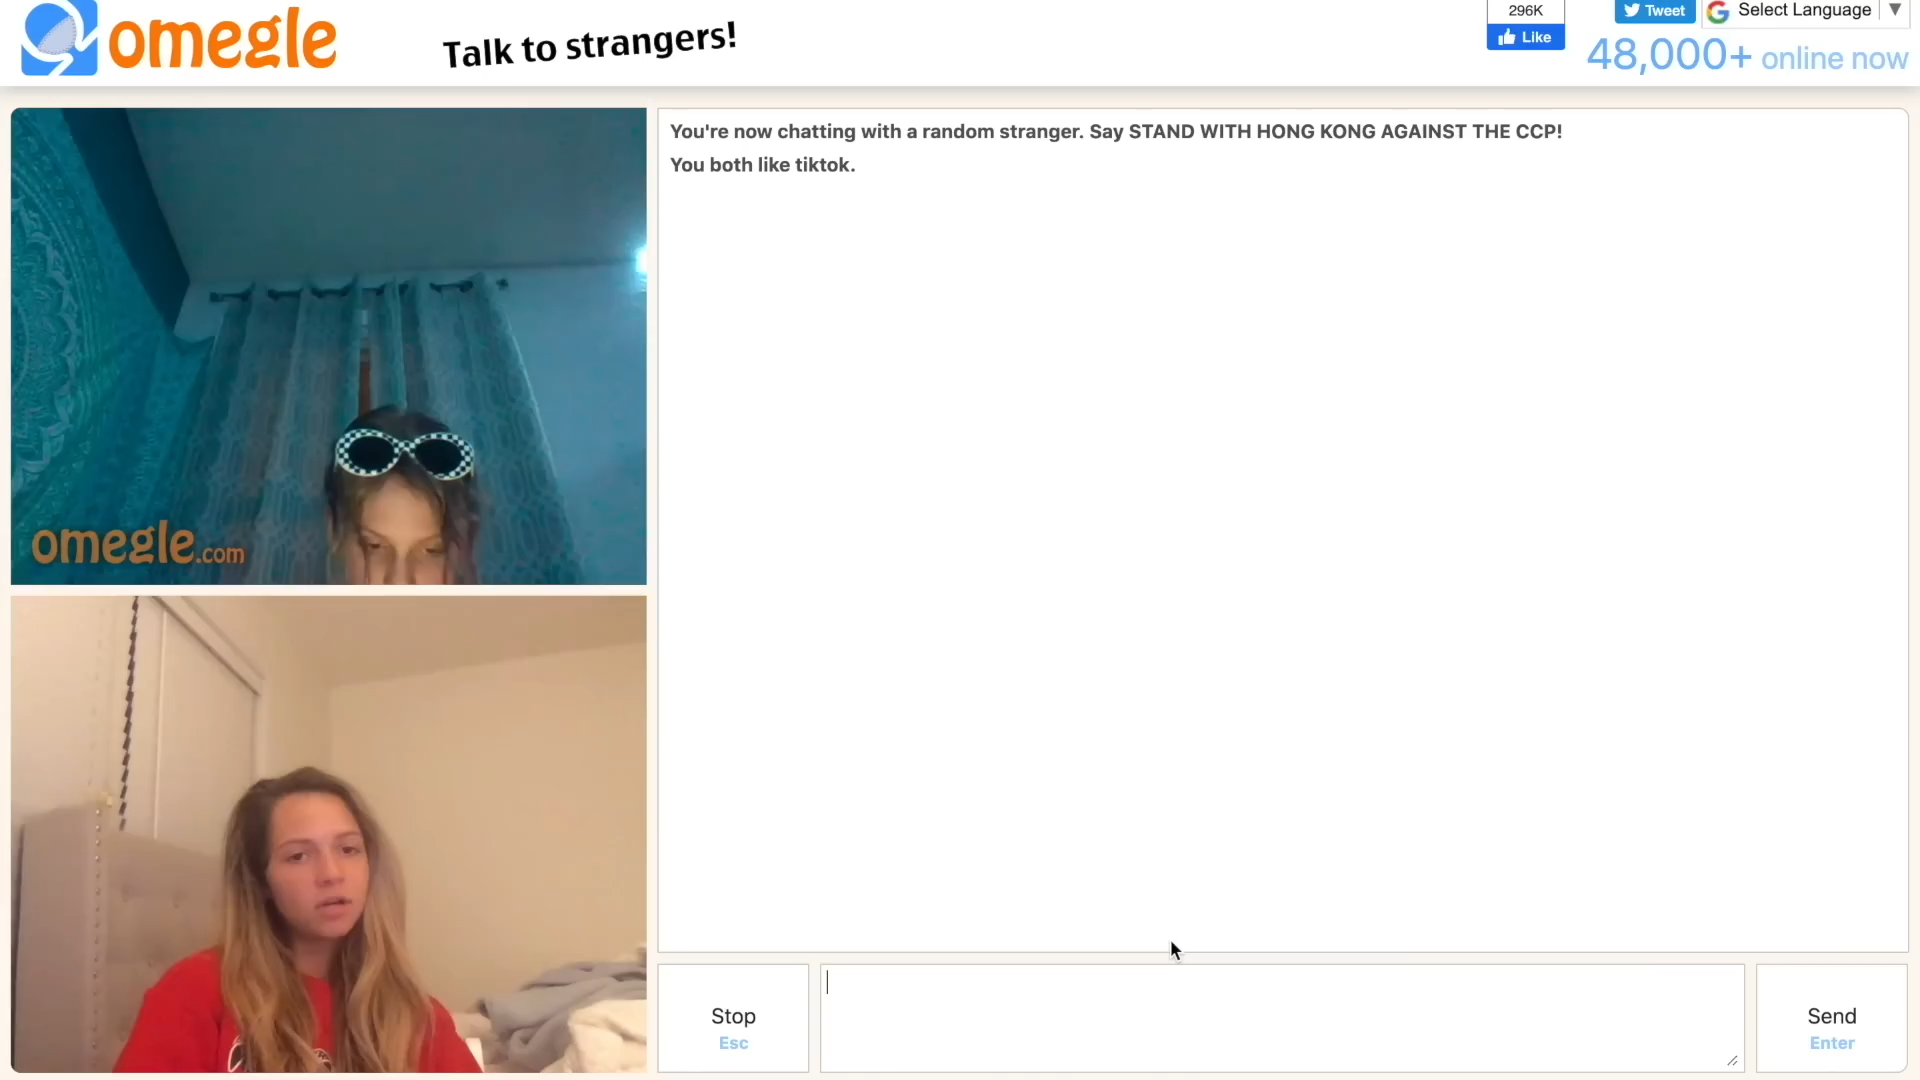 omegle
Talk to strangers!
296K
Like
Tweet
Select Language
48,000+ online now
You're now chatting with a random stranger. Say STAND WITH HONG KONG AGAINST THE CCP!
You both like tiktok.
omegle.com
Stop
Esc
Send
Enter